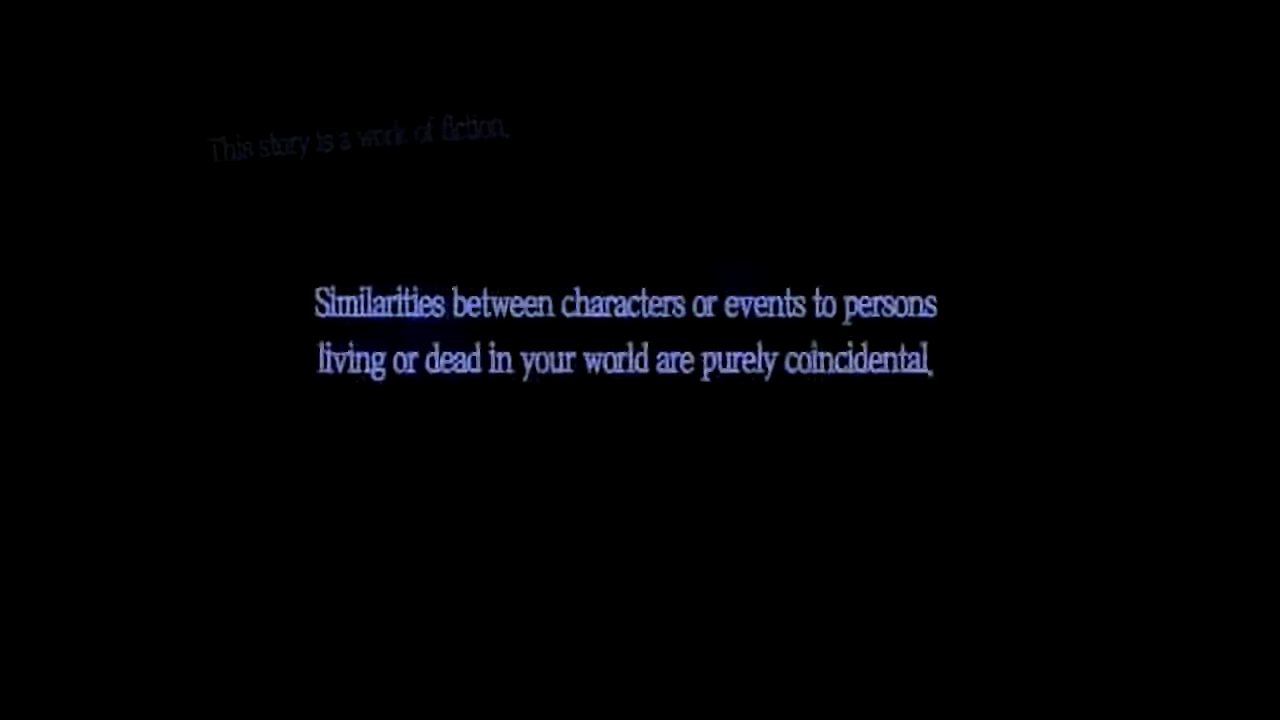 This story is a work of fiction.
Similarities between characters or events to persons
living or dead in your world are purely coincidental.